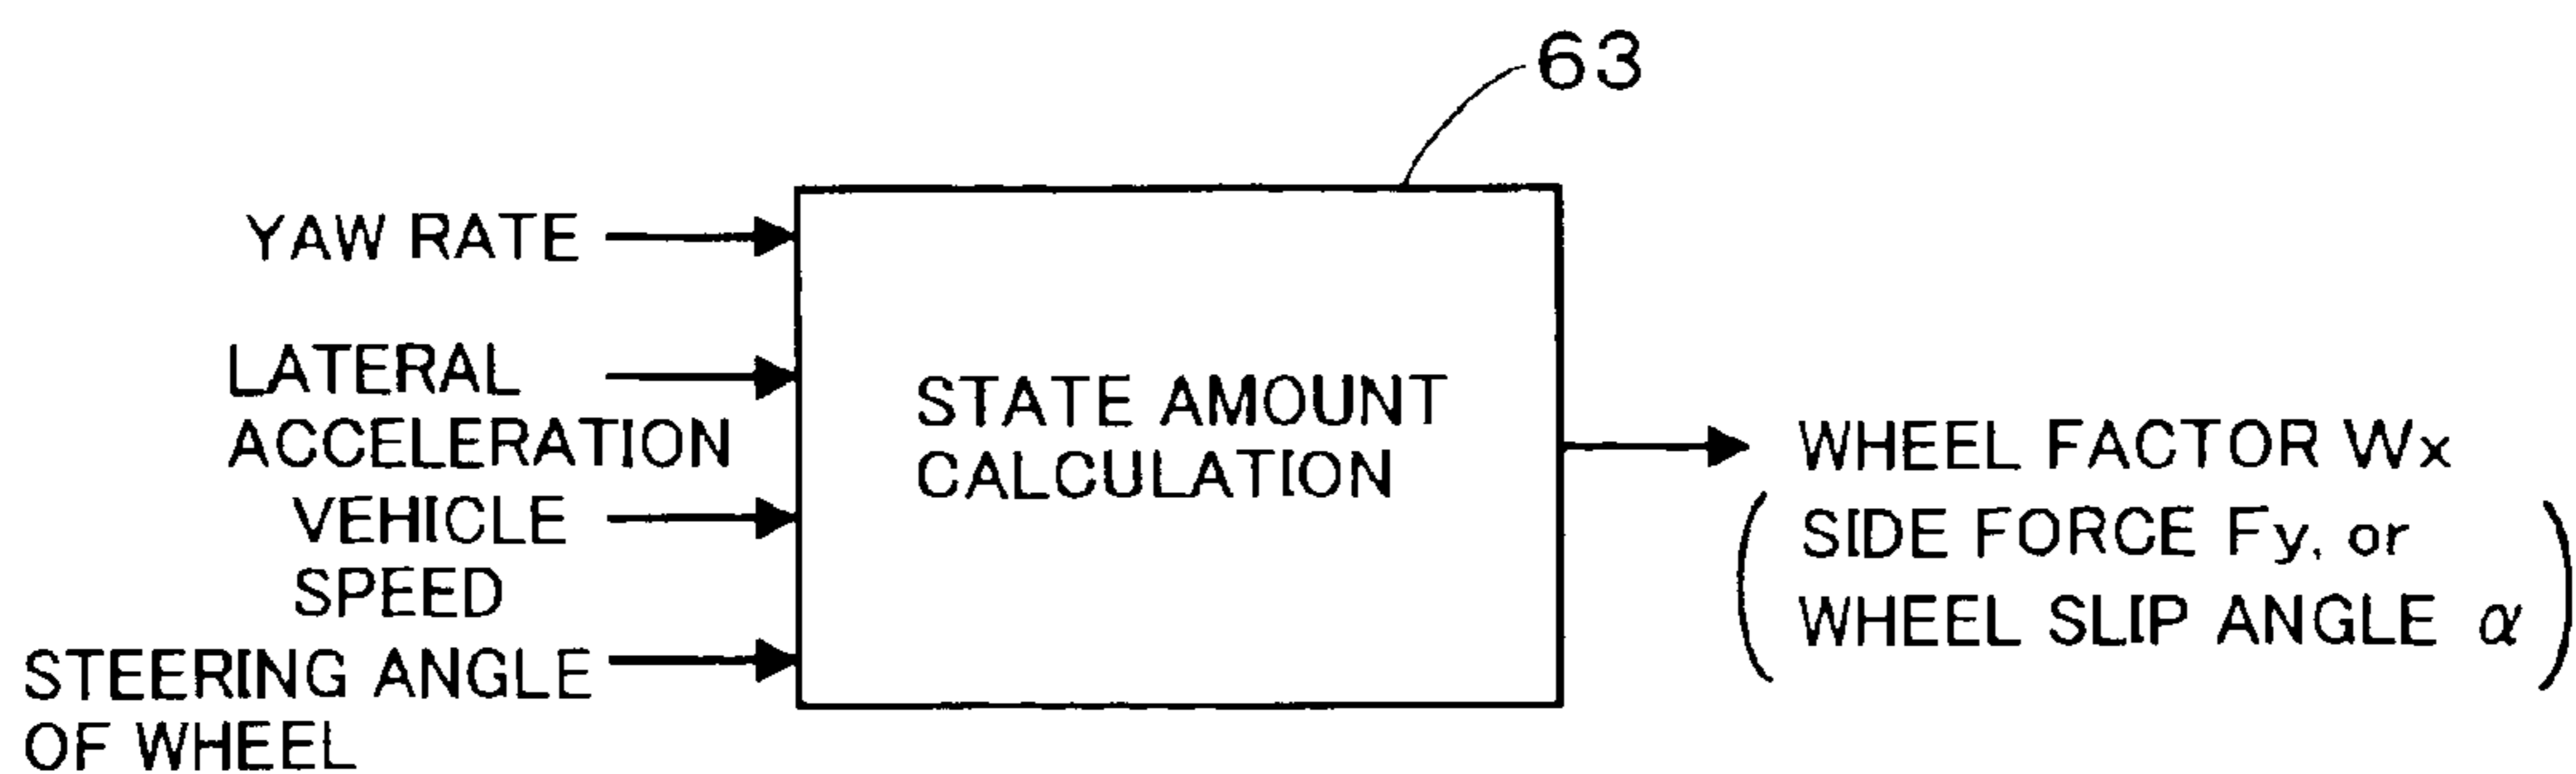 63
YAW RATE
LATERAL
ACCELERATION
VEHICLE
SPEED
STEERING ANGLE
OF WHEEL
STATE AMOUNT
CALCULATION
WHEEL FACTOR Wx
SIDE FORCE Fy, or
WHEEL SLIP ANGLE α